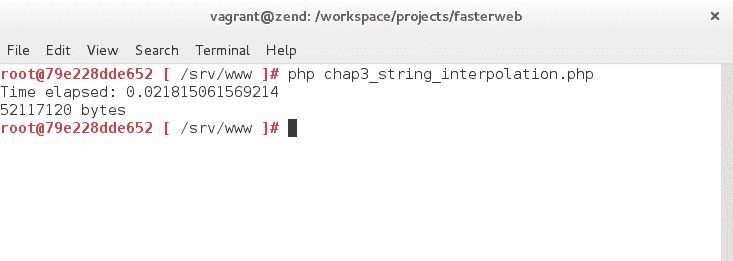 vagrant@zend: /workspace/projects/fasterweb
File Edit View Search Terminal Help
root@79e228dde652 [ /srv/www ]# php chap3_string_interpolation.php
Time elapsed: 0.021815061569214
52117120 bytes
root@79e228dde652 [ /srv/www ]#